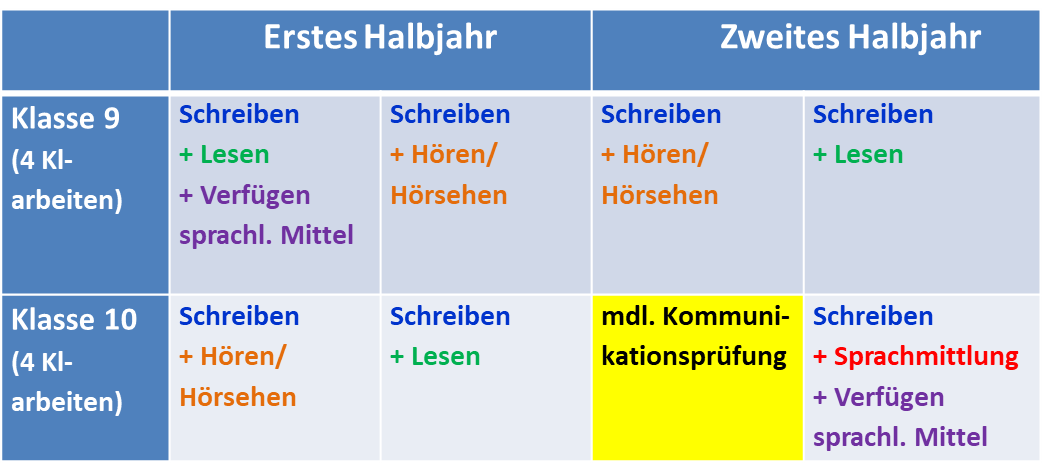 Erstes Halbjahr
Zweites Halbjahr
Klasse 9
(4 Kl-
arbeiten)
Schreiben
+ Lesen
+ Verfügen
sprachl. Mittel
Schreiben
+ Hören/
Hörsehen
Schreiben
+ Hören/
Hörsehen
Schreiben
+ Lesen
Klasse 10
(4 Kl-
arbeiten)
Schreiben
+ Hören/
Hörsehen
Schreiben
+ Lesen
mdl. Kommuni-
kationsprüfung
Schreiben
+ Sprachmittlung
+ Verfügen
sprachl. Mittel